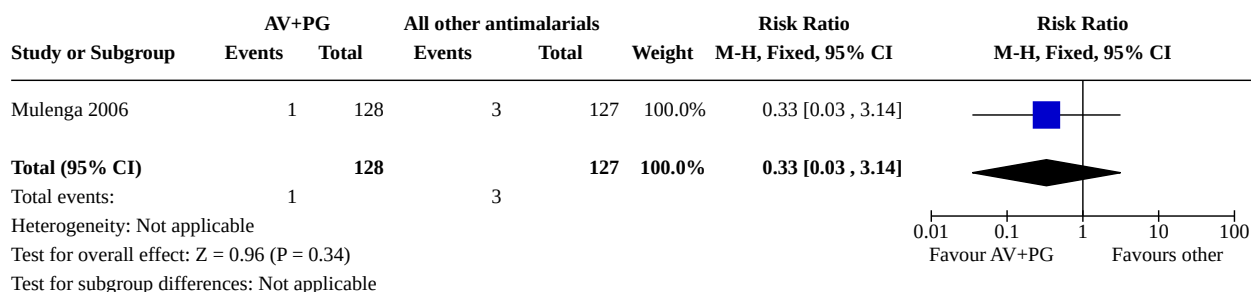 AV+PG All other antimalarials Risk Ratio Risk Ratio
Study or Subgroup Events Total Events Total Weight M-H, Fixed, 95% CI M-H, Fixed, 95% CI
Mulenga 2006 1 128 3 127 100.0% 0.33 [0.03 , 3.14]
Total (95% CI) 128 127 100.0% 0.33 [0.03 , 3.14]
Total events: 1 3
Heterogeneity: Not applicable
0.01 0.1 1 10 100
Test for overall effect: Z = 0.96 (P = 0.34) Favour AV+PG Favours other
Test for subgroup differences: Not applicable